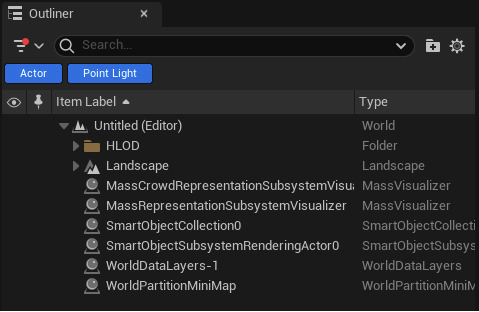 Outliner
Search...
Actor Point Light
Item Label Type
Untitled (Editor) World
HLOD Folder
Landscape Landscape
MassCrowdRepresentationSubsystemVisua MassVisualizer
MassRepresentationSubsystemVisualizer MassVisualizer
SmartObjectCollection0 SmartObjectCollecti
SmartObjectSubsystemRenderingActor0 SmartObjectSubsys
WorldDataLayers-1 WorldDataLayers
WorldPartitionMiniMap WorldPartitionMiniM